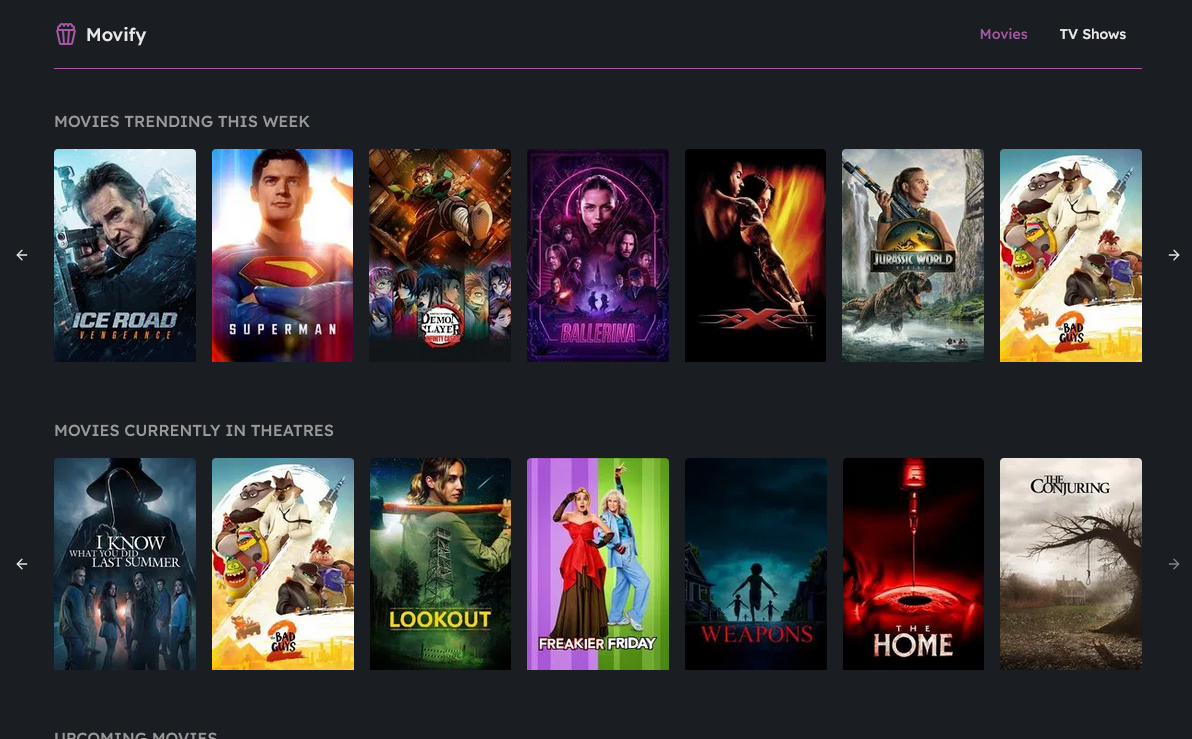 Movify
Movies
TV Shows
MOVIES TRENDING THIS WEEK
ICE ROAD
VENGEANCE
SUPERMAN
DEMON
SLAYER
INFINITY CASTLE
BALLERINA
XXX
JURASSIC WORLD
THE
BAD
GUYS
2
MOVIES CURRENTLY IN THEATRES
I KNOW
WHAT YOU DID
LAST SUMMER
THE
BAD
GUYS
2
LOOKOUT
FREAKIER FRIDAY
WEAPONS
THE
HOME
THE
CONJURING
UPCOMING MOVIES